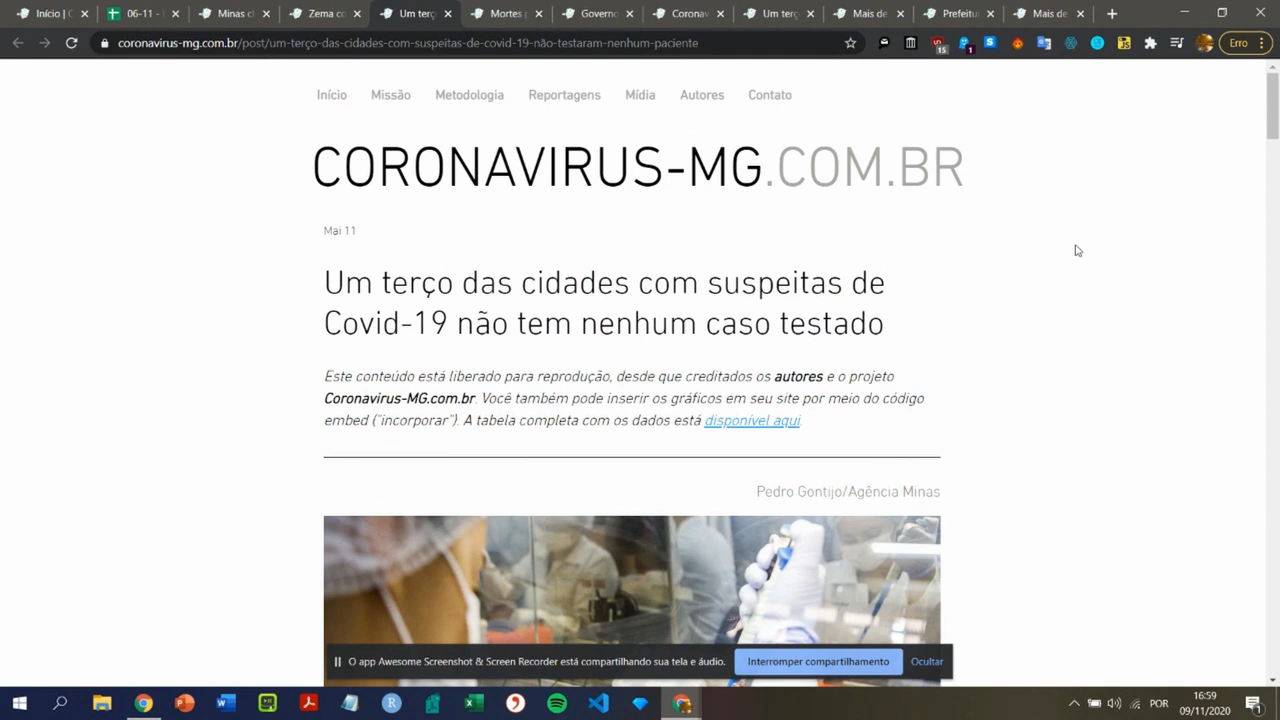 Início | C
06-11 -
Minas ch
Zema co
Um terç
Mortes p
Governo
Coronav
Um terç
Mais de
Prefeitur
Mais de
coronavirus-mg.com.br/post/um-terço-das-cidades-com-suspeitas-de-covid-19-não-testaram-nenhum-paciente
15
1
Erro
Início Missão Metodologia Reportagens Mídia Autores Contato
CORONAVIRUS-MG.COM.BR
Mai 11
Um terço das cidades com suspeitas de
Covid-19 não tem nenhum caso testado
Este conteúdo está liberado para reprodução, desde que creditados os autores e o projeto
Coronavirus-MG.com.br. Você também pode inserir os gráficos em seu site por meio do código
embed ("incorporar"). A tabela completa com os dados está disponível aqui.
Pedro Gontijo/Agência Minas
O app Awesome Screenshot & Screen Recorder está compartilhando sua tela e áudio. Interromper compartilhamento Ocultar
POR
16:59
09/11/2020
1